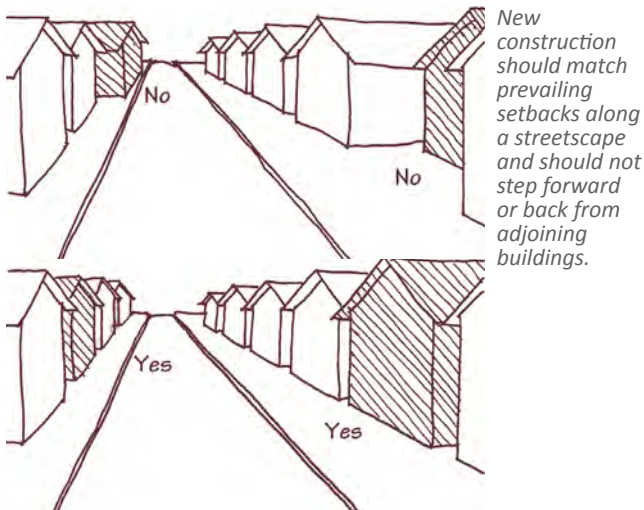 New
construction
should match
prevailing
setbacks along
a streetscape
and should not
step forward
or back from
adjoining
buildings.
No
No
Yes
Yes